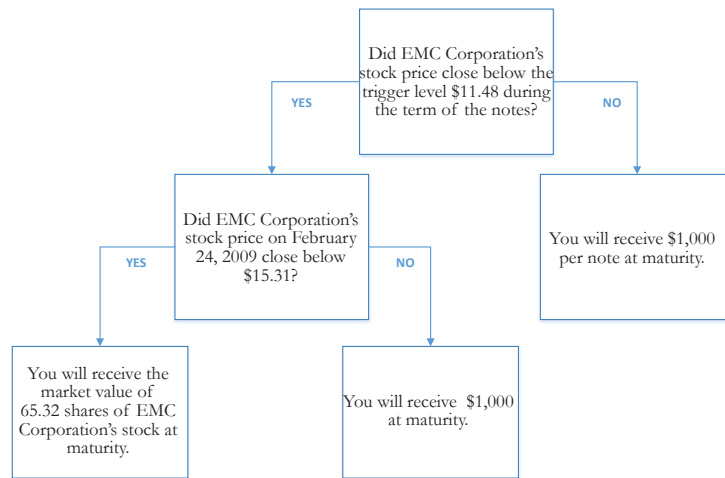 Did EMC Corporation's
stock price close below the
trigger level $11.48 during
the term of the notes?
YES
NO
Did EMC Corporation's
stock price on February
24, 2009 close below
$15.31?
You will receive $1,000
per note at maturity.
YES
NO
You will receive the
market value of
65.32 shares of EMC
Corporation's stock at
maturity.
You will receive $1,000
at maturity.